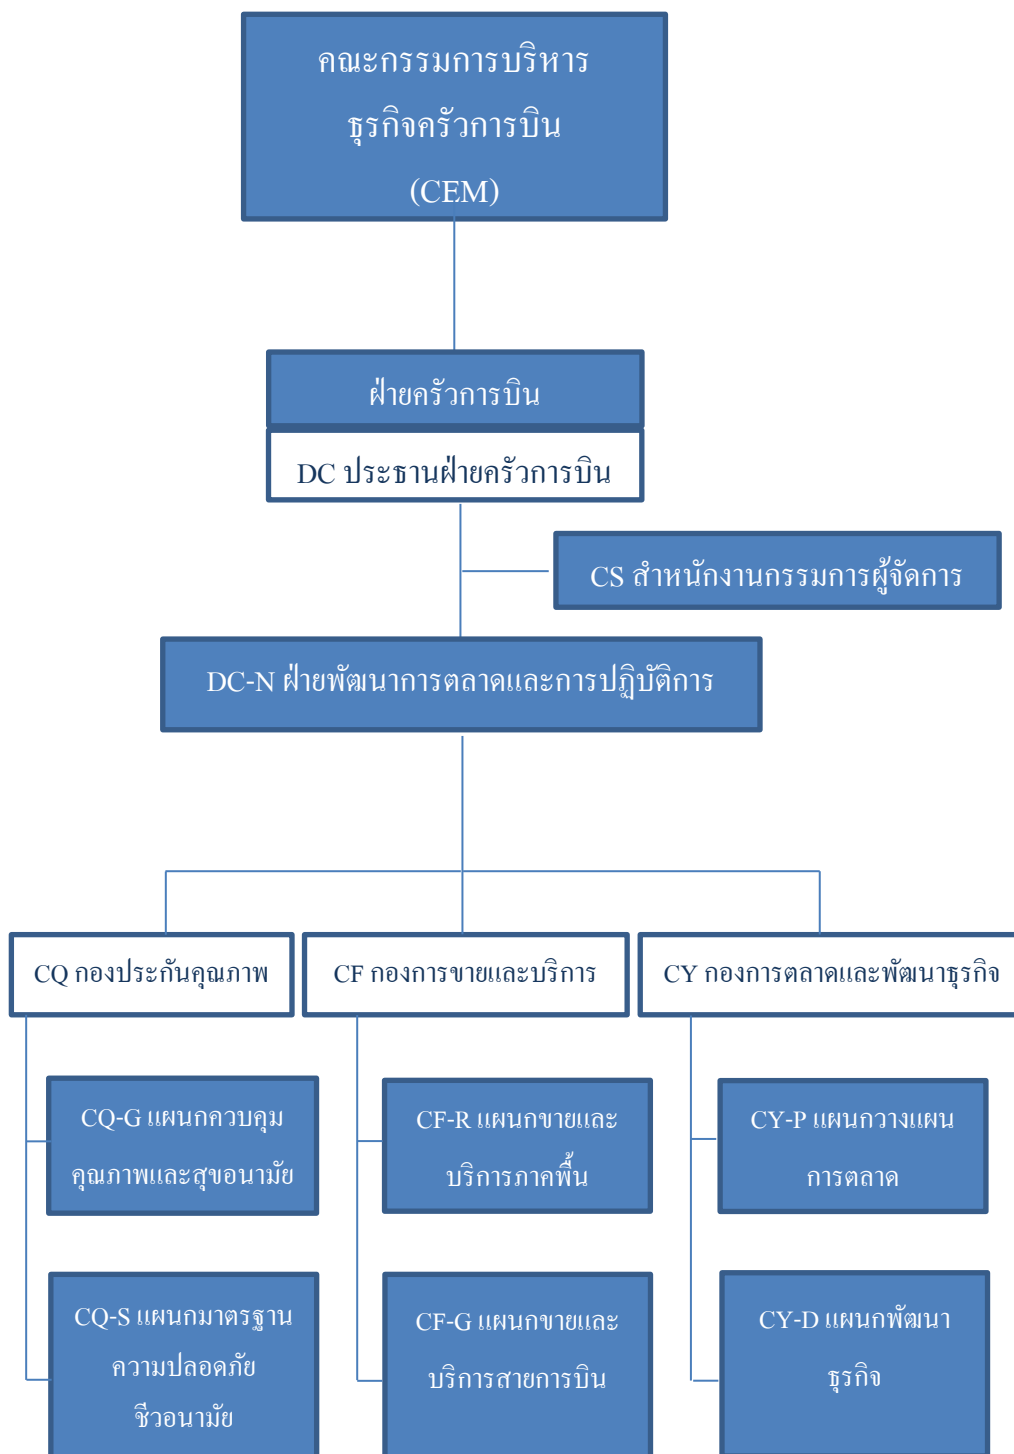 คณะกรรมการบริหาร
ธุรกิจครัวการบิน
(CEM)
ฝ่ายครัวการบิน
DC ประธานฝ่ายครัวการบิน
CS สำหนักงานกรรมการผู้จัดการ
DC-N ฝ่ายพัฒนาการตลาดและการปฏิบัติการ
CQ กองประกันคุณภาพ
CF กองการขายและบริการ
CY กองการตลาดและพัฒนาธุรกิจ
CQ-G แผนกควบคุม
คุณภาพและสุขอนามัย
CF-R แผนกขายและ
บริการภาคพื้น
CY-P แผนกวางแผน
การตลาด
CQ-S แผนกมาตรฐาน
ความปลอดภัย
ชีวอนามัย
CF-G แผนกขายและ
บริการสายการบิน
CY-D แผนกพัฒนา
ธุรกิจ